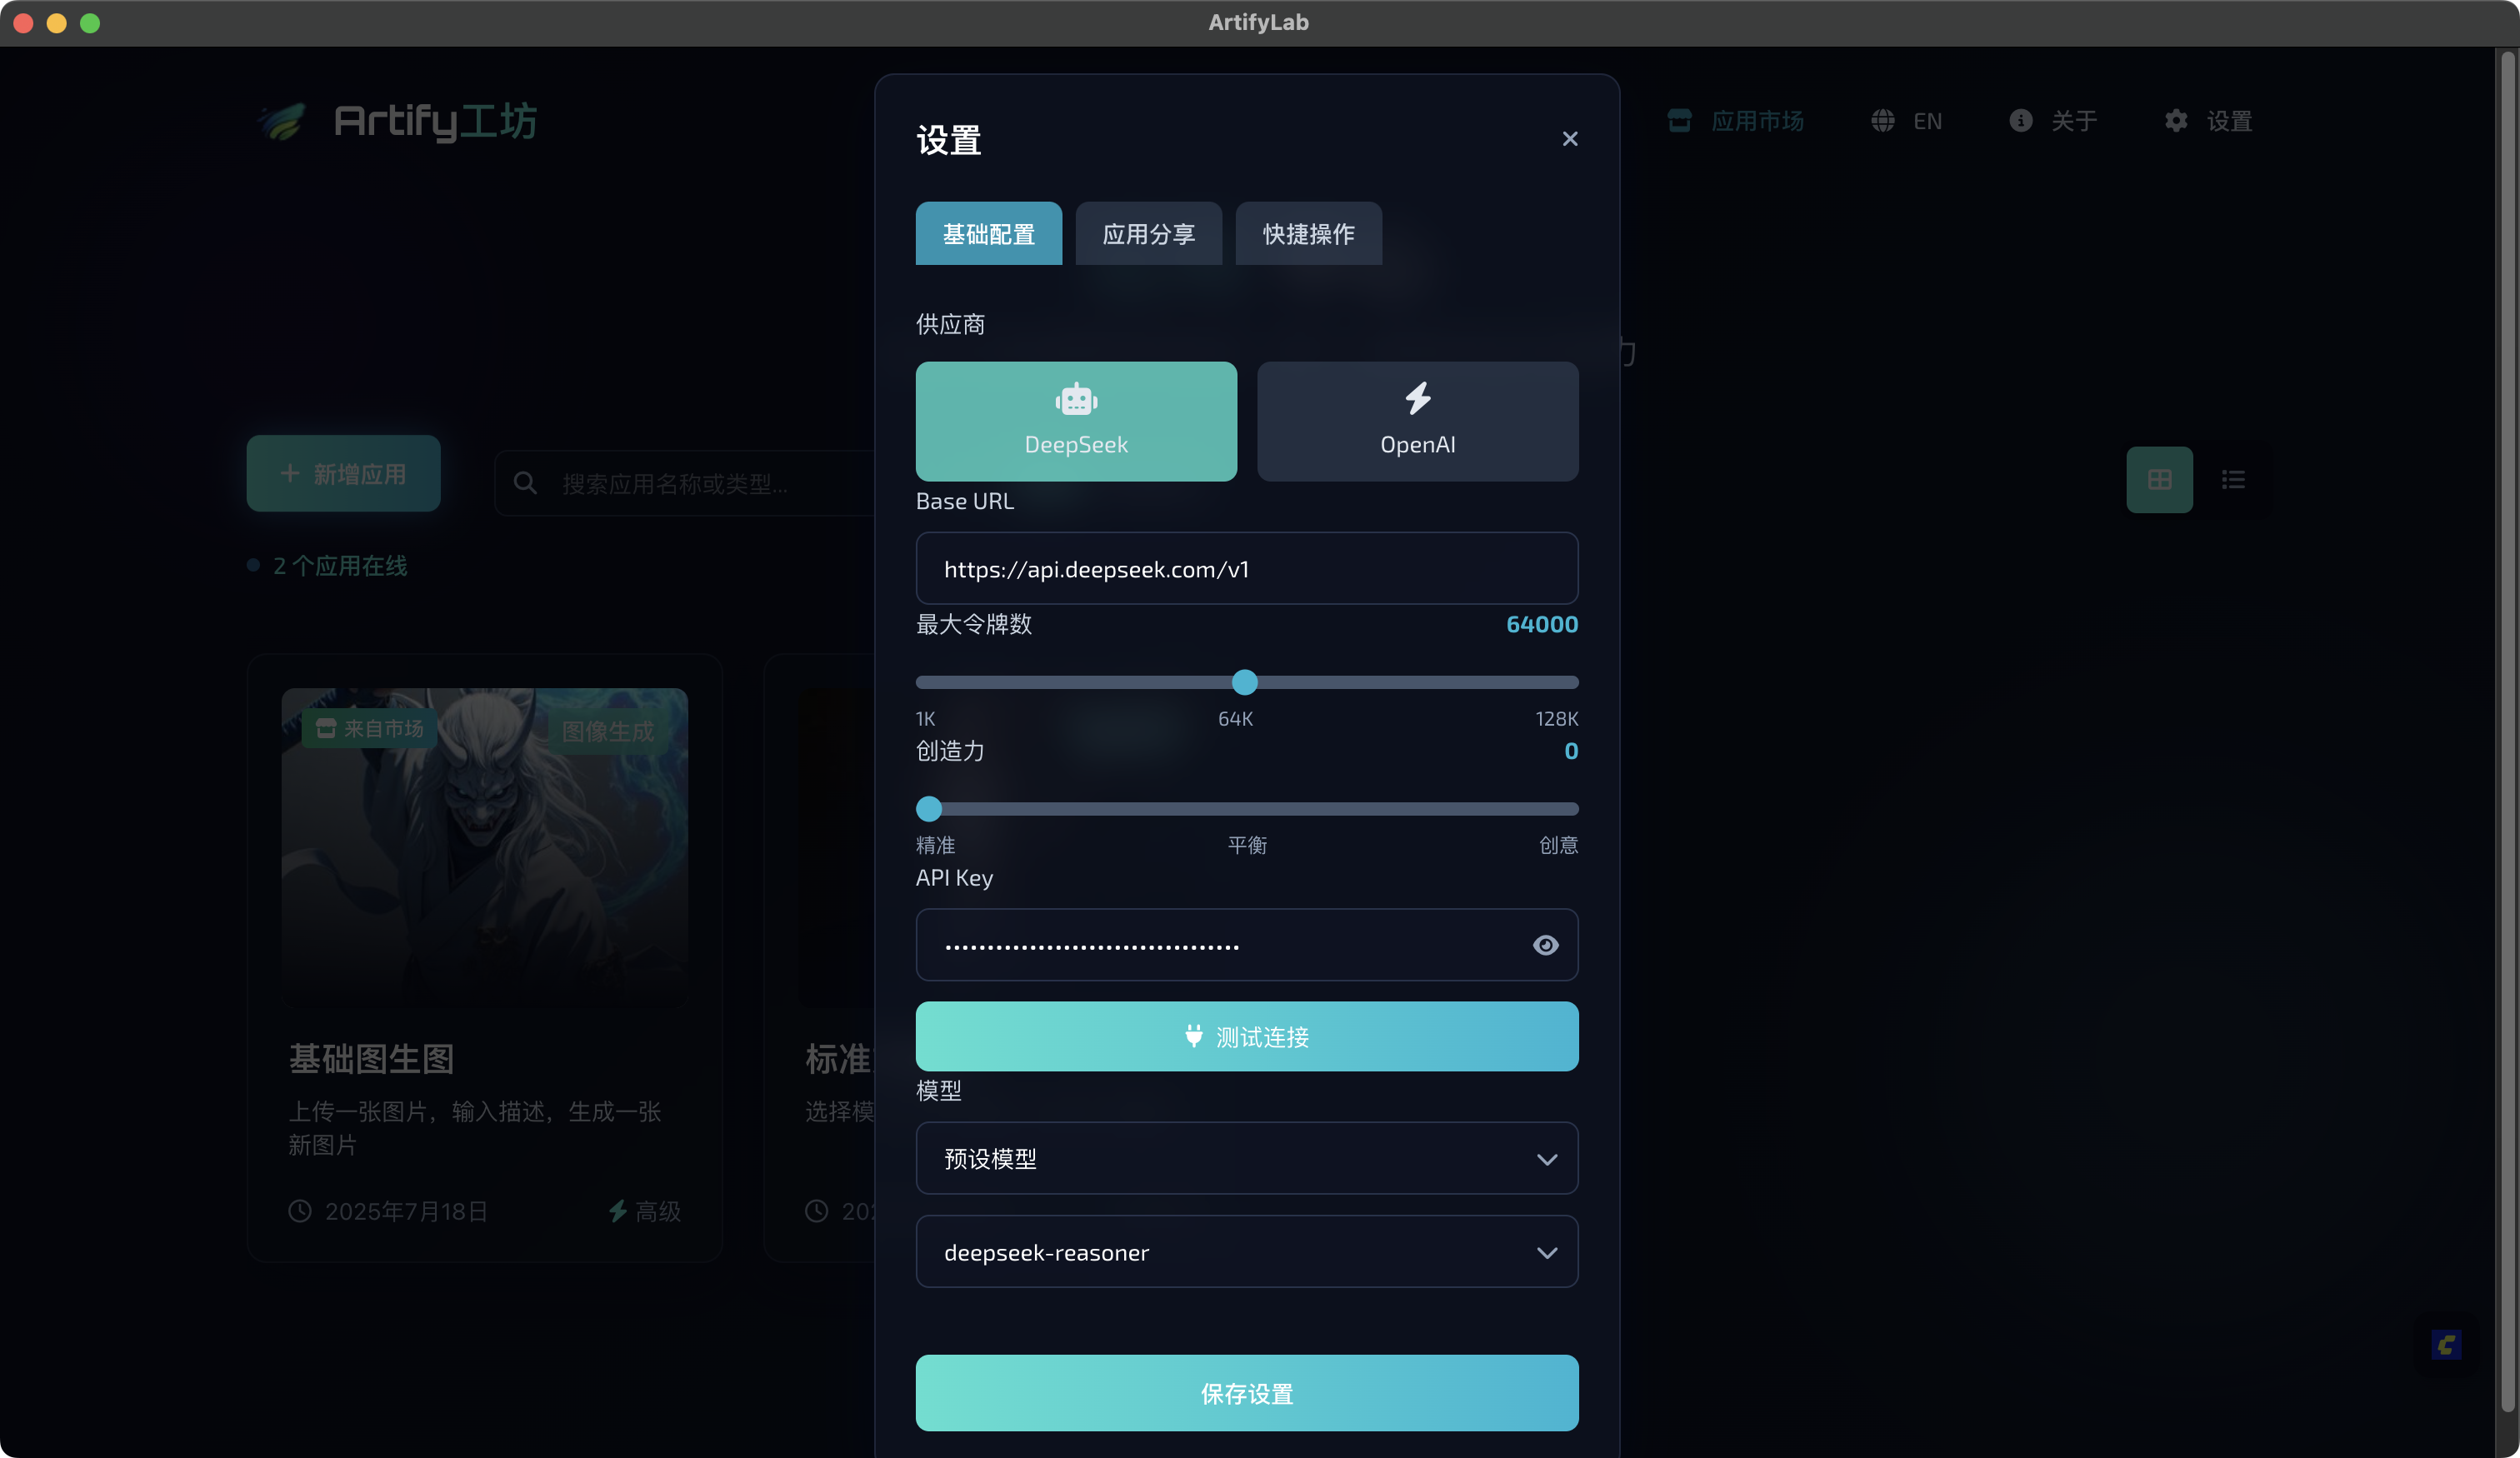 ArtifyLab
Artify工坊
应用市场
EN
关于
设置
设置
基础配置
应用分享
快捷操作
供应商
DeepSeek
OpenAI
Base URL
https://api.deepseek.com/v1
最大令牌数
64000
1K
64K
128K
创造力
0
精准
平衡
创意
API Key
••••••••••••••••••••••••••••••••••• 
测试连接
模型
预设模型
deepseek-reasoner
保存设置
力
新增应用
搜索应用名称或类型...
2 个应用在线
来自市场
图像生成
基础图生图
上传一张图片，输入描述，生成一张
新图片
2025年7月18日
高级
标准
选择模
202